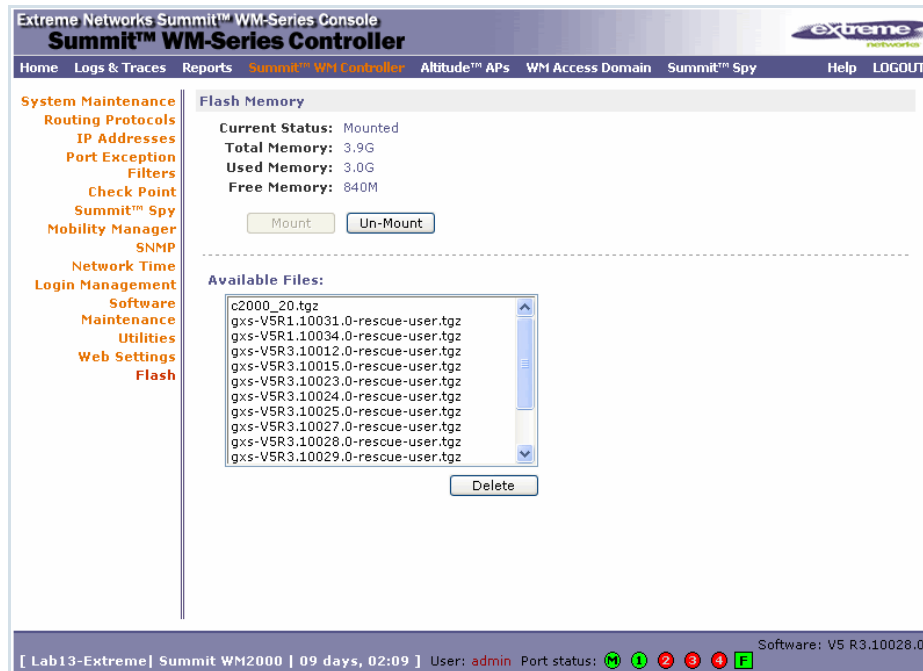 Extreme Networks Summit™ WM-Series Console
Summit™ WM-Series Controller
extreme
networks
Home Logs & Traces Reports Summit™ WM Controller Altitude™ APs WM Access Domain Summit™ Spy Help LOGOUT
System Maintenance
Routing Protocols
IP Addresses
Port Exception
Filters
Check Point
Summit™ Spy
Mobility Manager
SNMP
Network Time
Login Management
Software
Maintenance
Utilities
Web Settings
Flash
Flash Memory
Current Status: Mounted
Total Memory: 3.9G
Used Memory: 3.0G
Free Memory: 840M
Mount Un-Mount
Available Files:
c2000_20.tgz
gxs-V5R1.10031.0-rescue-user.tgz
gxs-V5R1.10034.0-rescue-user.tgz
gxs-V5R3.10012.0-rescue-user.tgz
gxs-V5R3.10015.0-rescue-user.tgz
gxs-V5R3.10023.0-rescue-user.tgz
gxs-V5R3.10024.0-rescue-user.tgz
gxs-V5R3.10025.0-rescue-user.tgz
gxs-V5R3.10027.0-rescue-user.tgz
gxs-V5R3.10028.0-rescue-user.tgz
gxs-V5R3.10029.0-rescue-user.tgz
Delete
Software: V5 R3.10028.0
[ Lab13-Extreme| Summit WM2000 | 09 days, 02:09 ] User: admin Port status: M 1 2 3 4 F